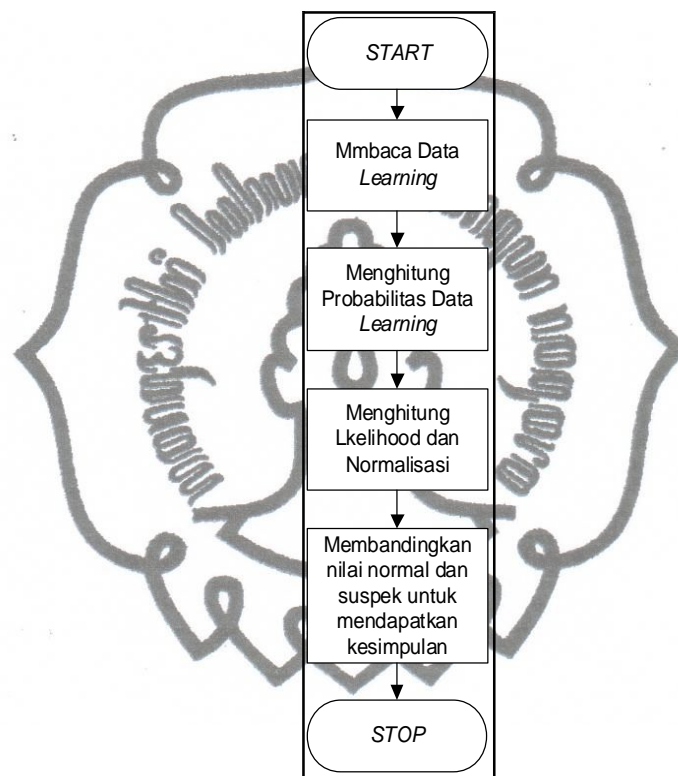 START
Mmbaca Data
Learning
Menghitung
Probabilitas Data
Learning
Menghitung
Lkelihood dan
Normalisasi
Membandingkan
nilai normal dan
suspek untuk
mendapatkan
kesimpulan
STOP